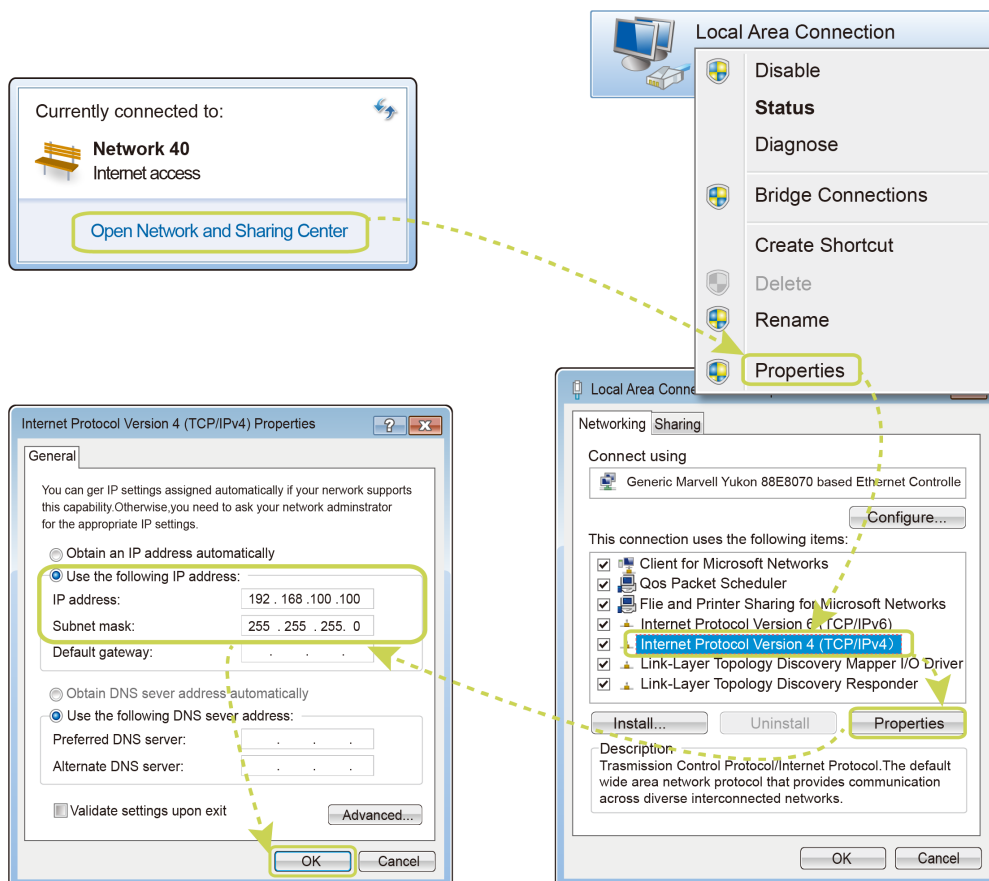 Currently connected to:
Network 40
Internet access
Open Network and Sharing Center
Local Area Connection
Disable
Status
Diagnose
Bridge Connections
Create Shortcut
Delete
Rename
Properties
Internet Protocol Version 4 (TCP/IPv4) Properties
General
You can ger IP settings assigned automatically if your nerwork supports
this capability.Otherwise,you need to ask your network adminstrator
for the appropriate IP settings.
Obtain an IP address automatically
Use the following IP address:
IP address: 192 . 168 .100 .100
Subnet mask: 255 . 255 . 255. 0
Default gateway: . . .
Obtain DNS sever address automatically
Use the following DNS sever address:
Preferred DNS server: . . .
Alternate DNS server: . . .
Validate settings upon exit
Advanced...
OK Cancel
Local Area Conne
Networking Sharing
Connect using
Generic Marvell Yukon 88E8070 based Ethernet Controlle
Configure...
This connection uses the following items:
Client for Microsoft Networks
Qos Packet Scheduler
Flie and Printer Sharing for Microsoft Networks
Internet Protocol Version 6 (TCP/IPv6)
Internet Protocol Version 4 (TCP/IPv4)
Link-Layer Topology Discovery Mapper I/O Driver
Link-Layer Topology Discovery Responder
Install... Uninstall Properties
Description
Trasmission Control Protocol/Internet Protocol.The default
wide area network protocol that provides communication
across diverse interconnected networks.
OK Cancel